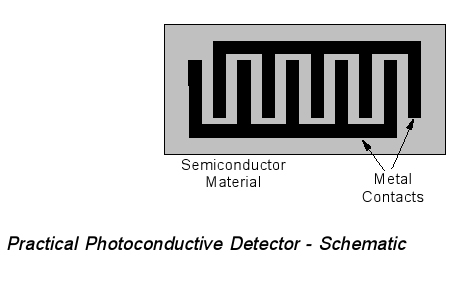 Semiconductor
Material
Metal
Contacts
Practical Photoconductive Detector - Schematic